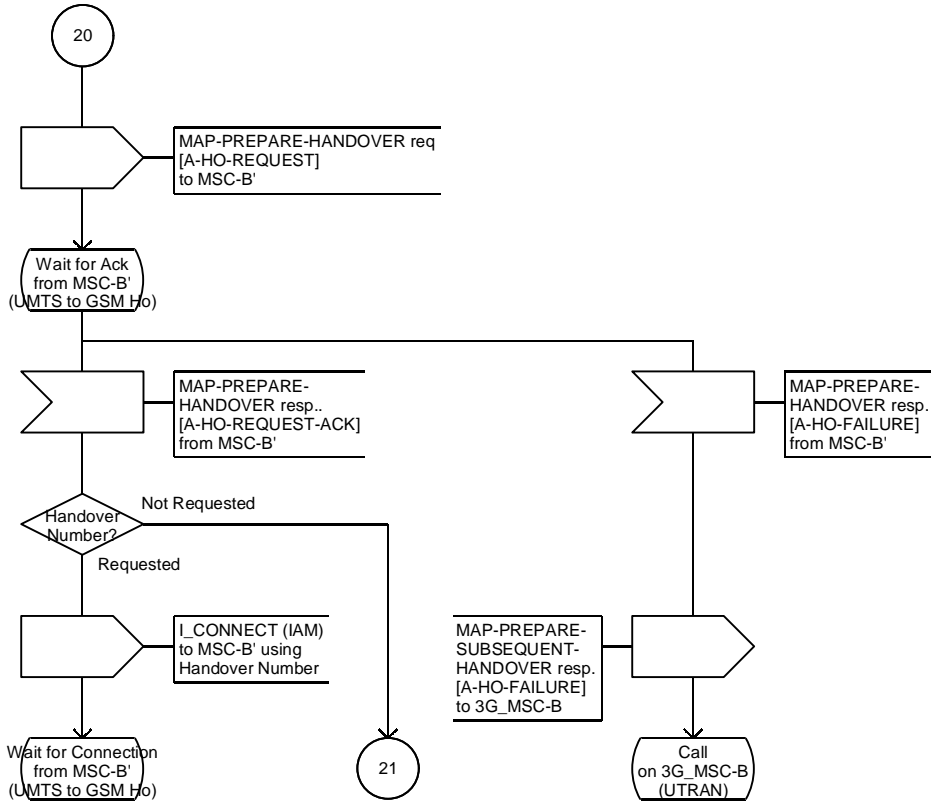 20
MAP-PREPARE-HANDOVER req
[A-HO-REQUEST]
to MSC-B'
Wait for Ack
from MSC-B'
(UMTS to GSM Ho)
MAP-PREPARE-
HANDOVER resp..
[A-HO-REQUEST-ACK]
from MSC-B'
MAP-PREPARE-
HANDOVER resp.
[A-HO-FAILURE]
from MSC-B'
Handover
Number?
Not Requested
Requested
I_CONNECT (IAM)
to MSC-B' using
Handover Number
MAP-PREPARE-
SUBSEQUENT-
HANDOVER resp.
[A-HO-FAILURE]
to 3G_MSC-B
Wait for Connection
from MSC-B'
(UMTS to GSM Ho)
21
Call
on 3G_MSC-B
(UTRAN)